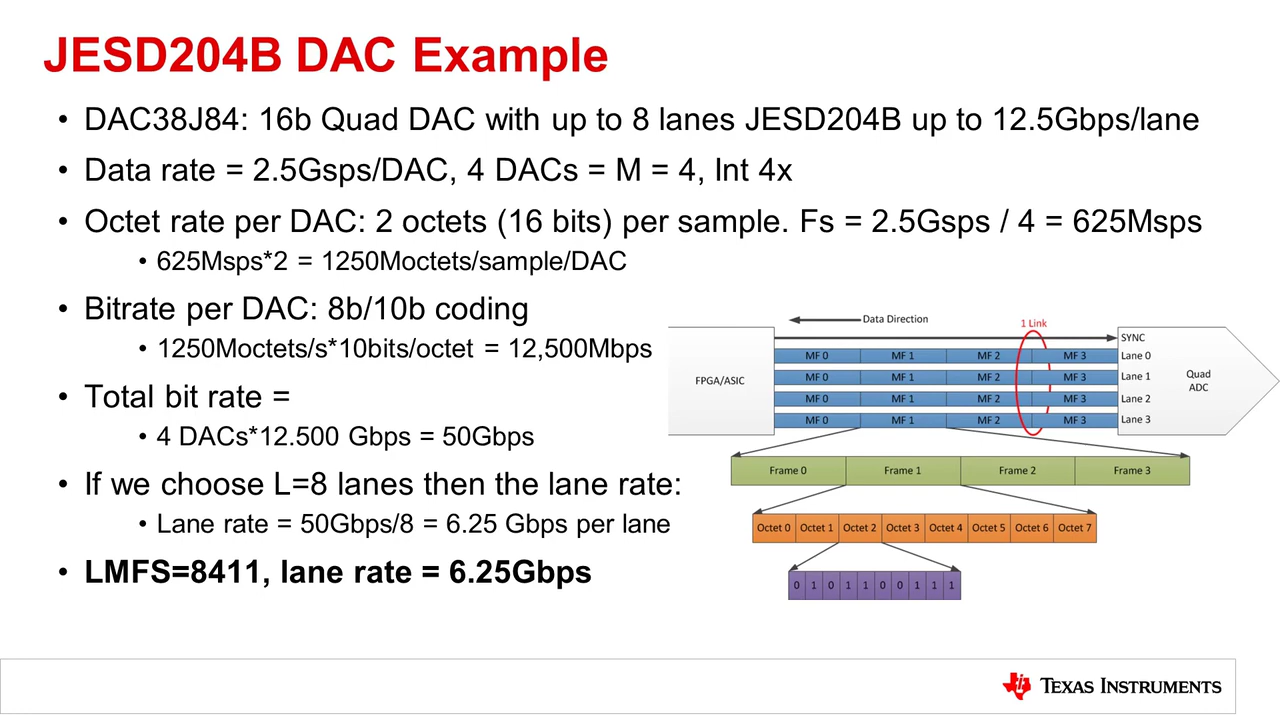 JESD204B DAC Example
• DAC38J84: 16b Quad DAC with up to 8 lanes JESD204B up to 12.5Gbps/lane
• Data rate = 2.5Gsps/DAC, 4 DACs = M = 4, Int 4x
• Octet rate per DAC: 2 octets (16 bits) per sample. Fs = 2.5Gsps / 4 = 625Msps
• 625Msps*2 = 1250Moctets/sample/DAC
• Bitrate per DAC: 8b/10b coding
• 1250Moctets/s*10bits/octet = 12,500Mbps
• Total bit rate =
• 4 DACs*12.500 Gbps = 50Gbps
• If we choose L=8 lanes then the lane rate:
• Lane rate = 50Gbps/8 = 6.25 Gbps per lane
• LMFS=8411, lane rate = 6.25Gbps
Data Direction
1 Link
SYNC
MF 0 MF 1 MF 2 MF 3 Lane 0
MF 0 MF 1 MF 2 MF 3 Lane 1
MF 0 MF 1 MF 2 MF 3 Lane 2
MF 0 MF 1 MF 2 MF 3 Lane 3
FPGA/ASIC
Quad
ADC
Frame 0 Frame 1 Frame 2 Frame 3
Octet 0 Octet 1 Octet 2 Octet 3 Octet 4 Octet 5 Octet 6 Octet 7
0 1 0 1 1 0 0 1 1 1
TEXAS INSTRUMENTS